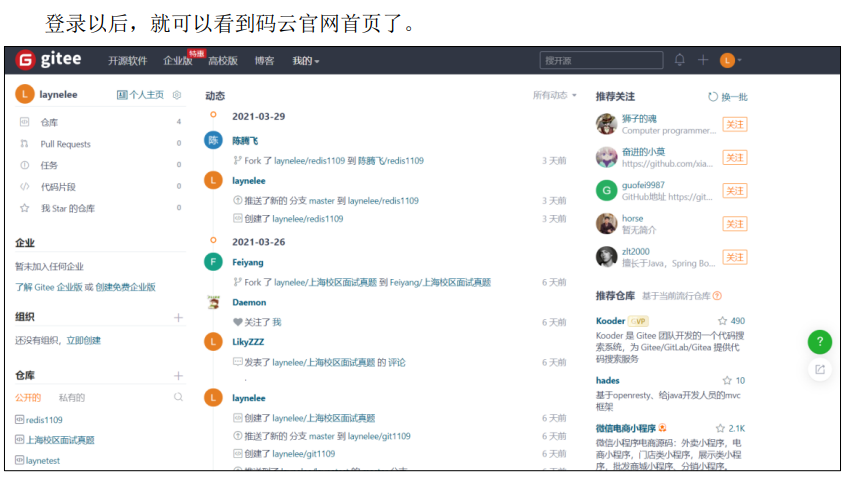 登录以后，就可以看到码云官网首页了。
gitee
开源软件 企业版 特惠 高校版 博客 我的 搜开源 L
L laynelee 个人主页
仓库 4
Pull Requests 0
任务 0
代码片段 0
我 Star 的仓库 0
企业
暂未加入任何企业
了解 Gitee 企业版 或 创建免费企业版
组织
还没有组织，立即创建
仓库
公开的 私有的
redis1109
上海校区面试真题
laynetest
动态 所有动态
2021-03-29
陈 陈腾飞
Fork 了 laynelee/redis1109 到 陈腾飞/redis1109 3 天前
L laynelee
推送了新的 分支 master 到 laynelee/redis1109 3 天前
创建了 laynelee/redis1109 3 天前
2021-03-26
F Feiyang
Fork 了 laynelee/上海校区面试真题 到 Feiyang/上海校区面试真题 6 天前
Daemon
关注了 我 6 天前
L LikyZZZ
发表了 laynelee/上海校区面试真题 的 评论 6 天前
.
L laynelee
创建了 laynelee/上海校区面试真题 6 天前
推送了新的 分支 master 到 laynelee/git1109 6 天前
创建了 laynelee/git1109 6 天前
推荐关注 换一批
狮子的魂 关注
Computer programmer...
奋进的小莫 关注
https://github.com/xia...
G guofei9987 关注
GitHub地址 https://git...
horse 关注
暂无简介
zlt2000 关注
擅长于Java，Spring Bo...
推荐仓库 基于当前流行仓库 ?
Kooder GVP 490
Kooder 是 Gitee 团队开发的一个代码搜
索系统，为 Gitee/GitLab/Gitea 提供代
码搜索服务
hades 10
基于openresty、给java开发人员的mvc
框架
微信电商小程序 2.1K
微信小程序电商源码：外卖小程序，电
商小程序，门店类小程序，展示类小程
序，批发商城小程序、分销小程序，
?